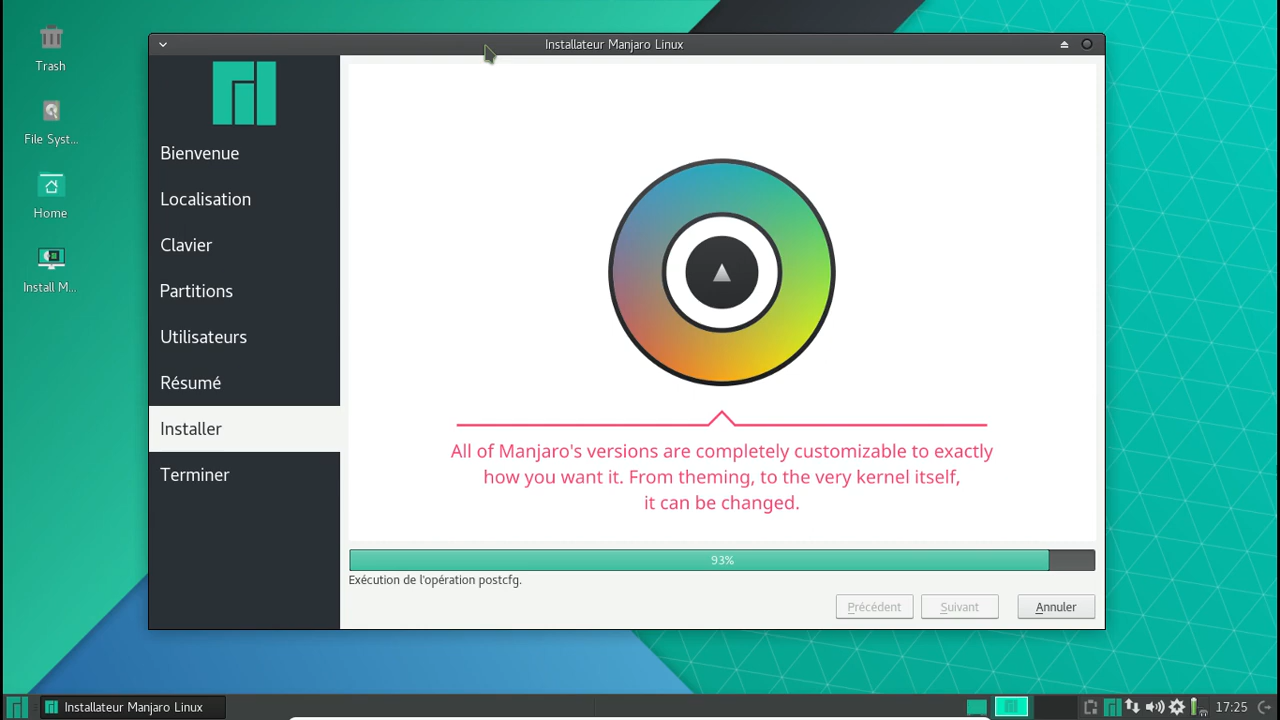 Installateur Manjaro Linux
Trash
File Syst...
Home
Install M...
Bienvenue
Localisation
Clavier
Partitions
Utilisateurs
Résumé
Installer
Terminer
All of Manjaro's versions are completely customizable to exactly
how you want it. From theming, to the very kernel itself,
it can be changed.
93%
Exécution de l'opération postcfg.
Précédent
Suivant
Annuler
Installateur Manjaro Linux
17:25